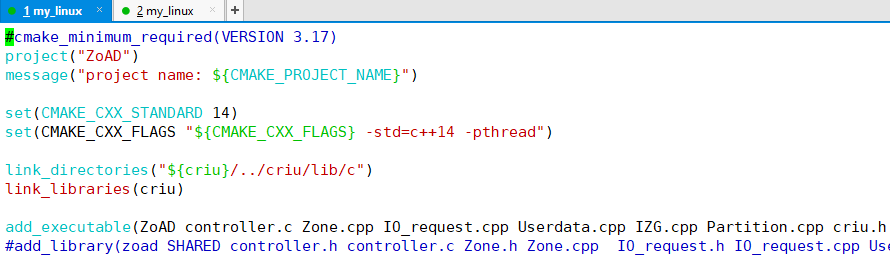 1 my_linux × 2 my_linux × +
#cmake_minimum_required(VERSION 3.17)
project("ZoAD")
message("project name: ${CMAKE_PROJECT_NAME}")
set(CMAKE_CXX_STANDARD 14)
set(CMAKE_CXX_FLAGS "${CMAKE_CXX_FLAGS} -std=c++14 -pthread")
link_directories("${criu}/../criu/lib/c")
link_libraries(criu)
add_executable(ZoAD controller.c Zone.cpp IO_request.cpp Userdata.cpp IZG.cpp Partition.cpp criu.h
#add_library(zoad SHARED controller.h controller.c Zone.h Zone.cpp  IO_request.h IO_request.cpp Use